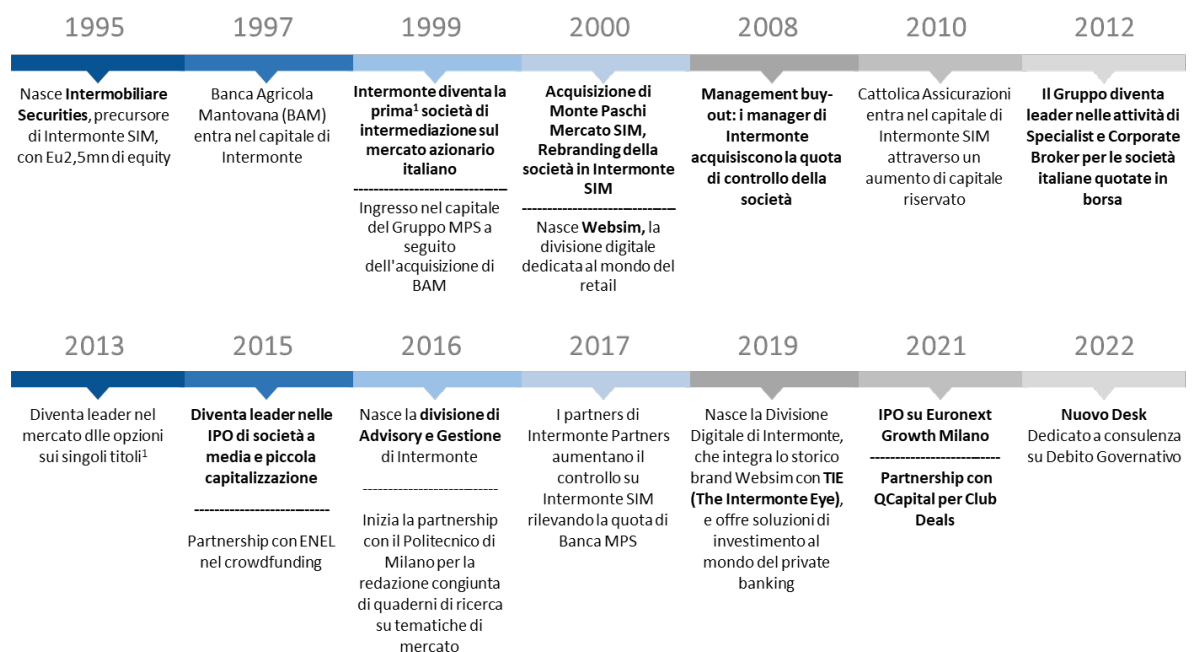 1995
Nasce Intermobiliare
Securities, precursore
di Intermonte SIM,
con Eu2,5mn di equity
1997
Banca Agricola
Mantovana (BAM)
entra nel capitale di
Intermonte
1999
Intermonte diventa la
prima¹ società di
intermediazione sul
mercato azionario
italiano
------------------------------
Ingresso nel capitale
del Gruppo MPS a
seguito
dell'acquisizione di
BAM
2000
Acquisizione di
Monte Paschi
Mercato SIM,
Rebranding della
società in Intermonte
SIM
------------------------------
Nasce Websim, la
divisione digitale
dedicata al mondo del
retail
2008
Management buy-
out: i manager di
Intermonte
acquisiscono la quota
di controllo della
società
2010
Cattolica Assicurazioni
entra nel capitale di
Intermonte SIM
attraverso un
aumento di capitale
riservato
2012
Il Gruppo diventa
leader nelle attività di
Specialist e Corporate
Broker per le società
italiane quotate in
borsa
2013
Diventa leader nel
mercato dlle opzioni
sui singoli titoli¹
2015
Diventa leader nelle
IPO di società a
media e piccola
capitalizzazione
--------------------------
Partnership con ENEL
nel crowdfunding
2016
Nasce la divisione di
Advisory e Gestione
di Intermonte
--------------------------
Inizia la partnership
con il Politecnico di
Milano per la
redazione congiunta
di quaderni di ricerca
su tematiche di
mercato
2017
I partners di
Intermonte Partners
aumentano il
controllo su
Intermonte SIM
rilevando la quota di
Banca MPS
2019
Nasce la Divisione
Digitale di Intermonte,
che integra lo storico
brand Websim con TIE
(The Intermonte Eye),
e offre soluzioni di
investimento al
mondo del private
banking
2021
IPO su Euronext
Growth Milano
-------------------------
Partnership con
QCapital per Club
Deals
2022
Nuovo Desk
Dedicato a consulenza
su Debito Governativo